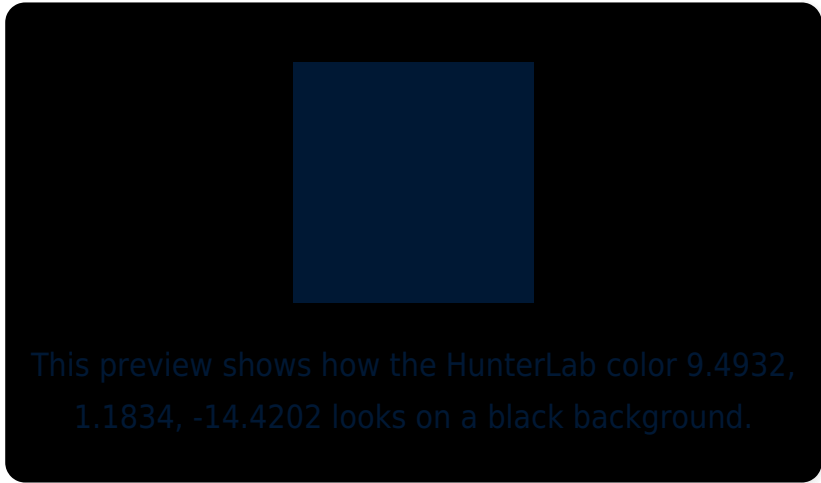 This preview shows how the HunterLab color 9.4932,
1.1834, -14.4202 looks on a black background.